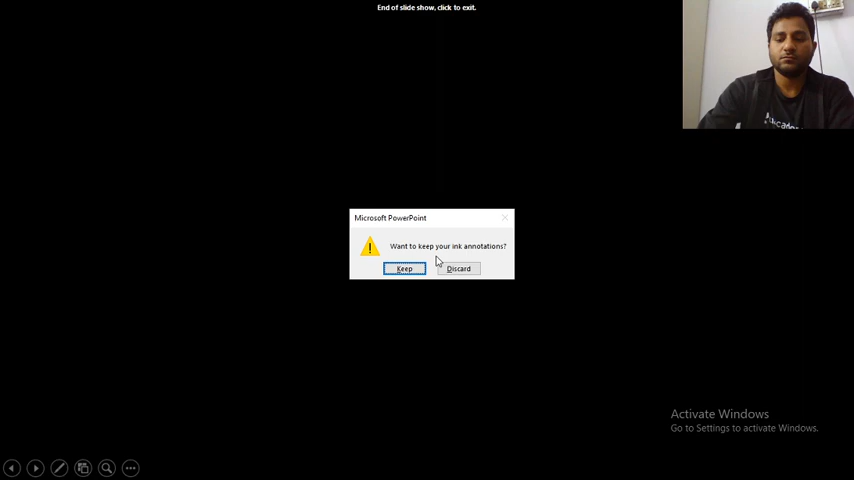 End of slide show, click to exit.
Microsoft PowerPoint
Want to keep your ink annotations?
Keep
Discard
Activate Windows
Go to Settings to activate Windows.